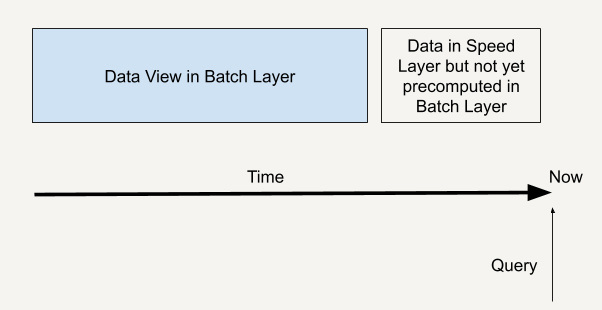 Data View in Batch Layer
Data in Speed
Layer but not yet
precomputed in
Batch Layer
Time
Now
Query